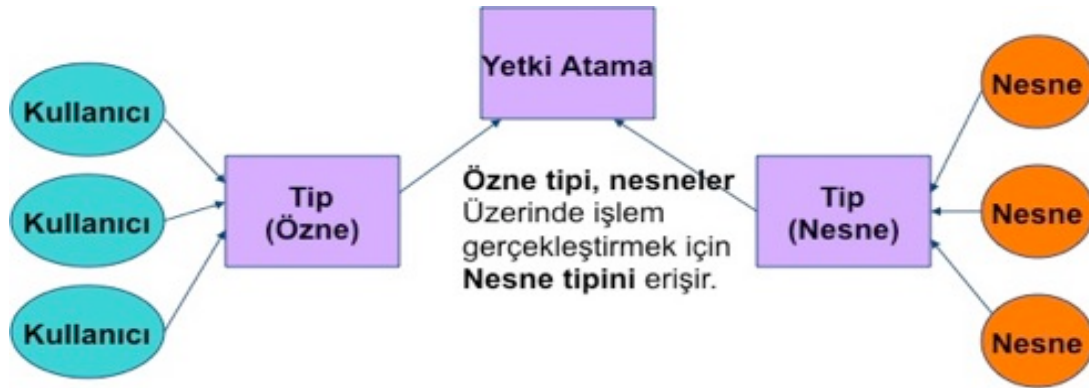 Yetki Atama
Kullanıcı
Kullanıcı
Kullanıcı
Tip
(Özne)
Özne tipi, nesneler
Üzerinde işlem
gerçekleştirmek için
Nesne tipini erişir.
Tip
(Nesne)
Nesne
Nesne
Nesne